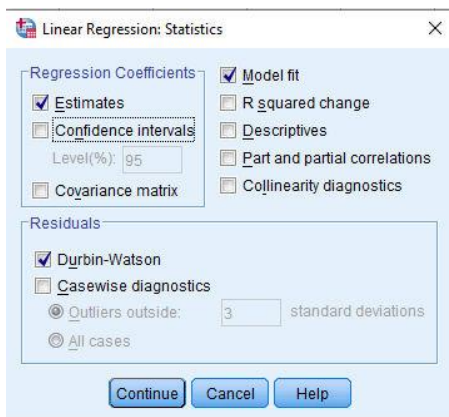 Linear Regression: Statistics
Regression Coefficients
Estimates
Confidence intervals
Level(%): 95
Covariance matrix
Model fit
R squared change
Descriptives
Part and partial correlations
Collinearity diagnostics
Residuals
Durbin-Watson
Casewise diagnostics
Outliers outside: 3 standard deviations
All cases
Continue Cancel Help